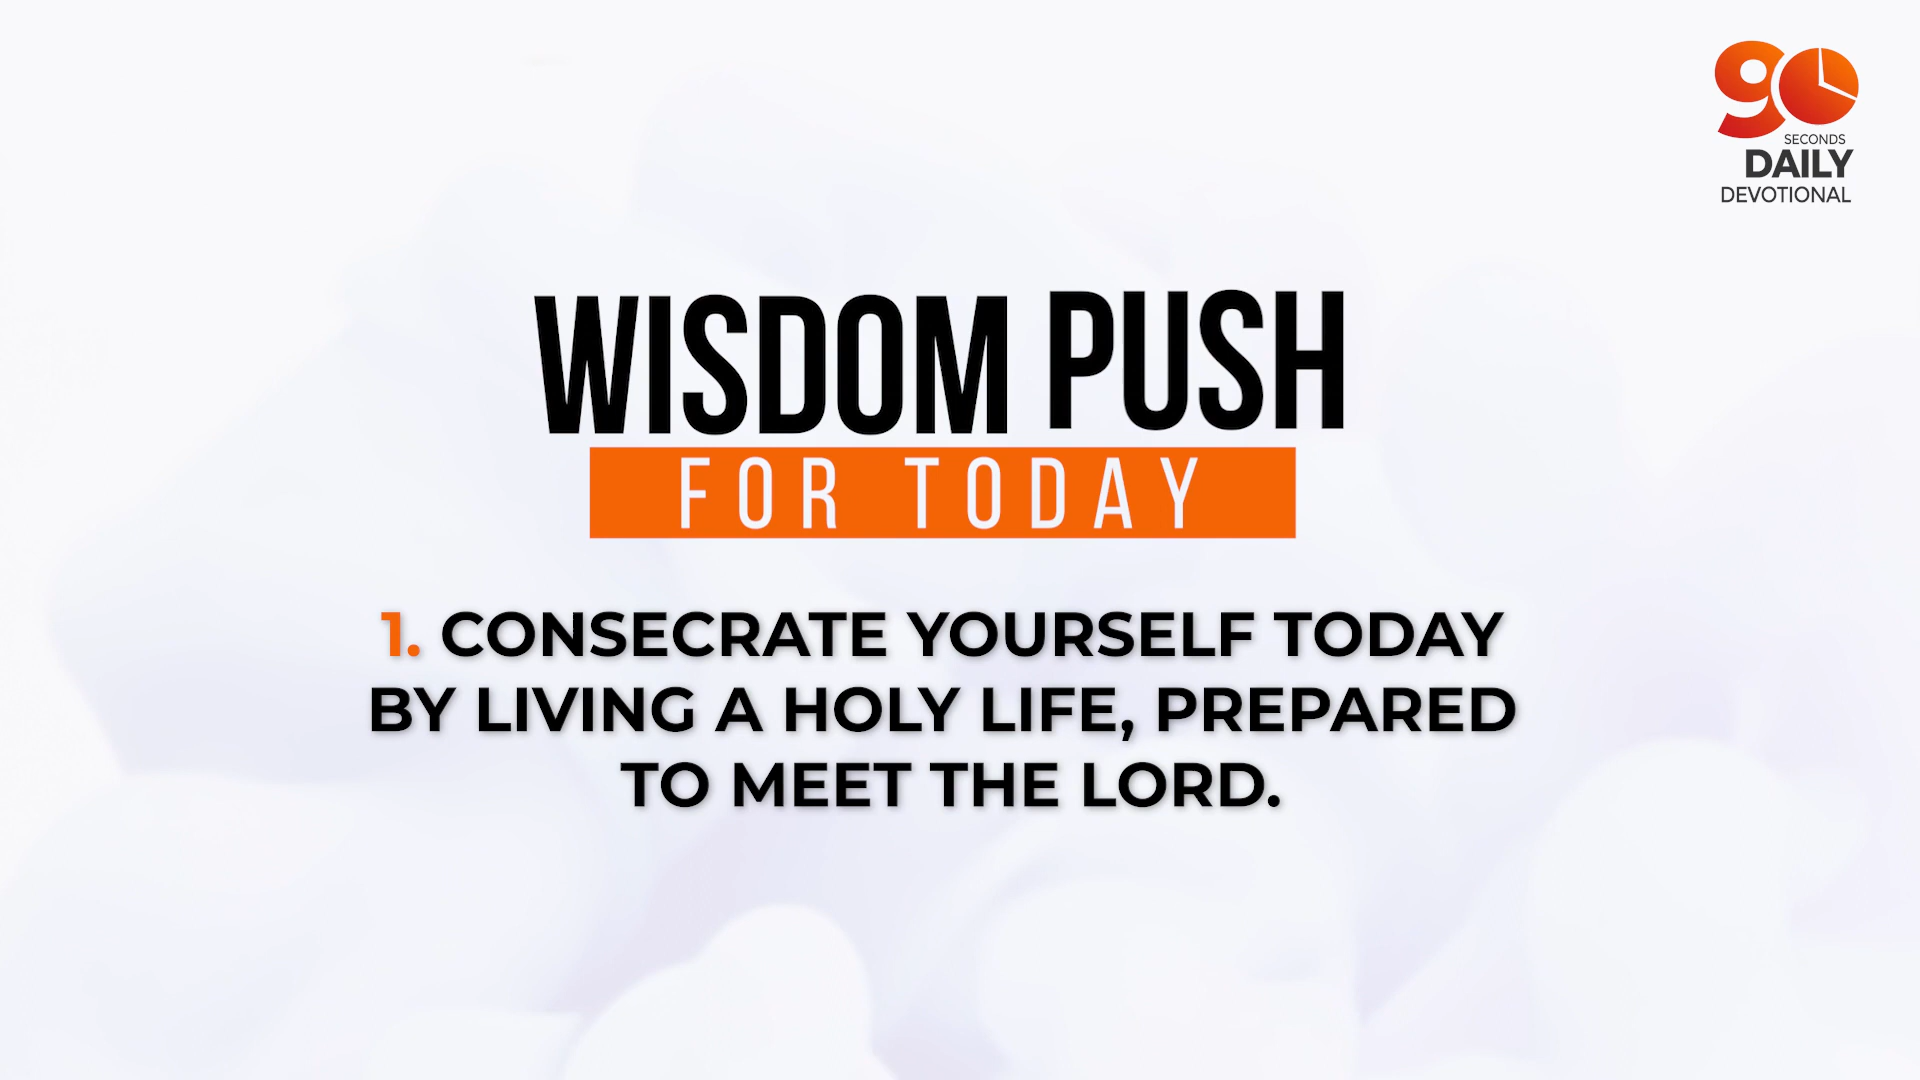 90
SECONDS
DAILY
DEVOTIONAL
WISDOM PUSH
FOR TODAY
1. CONSECRATE YOURSELF TODAY
BY LIVING A HOLY LIFE, PREPARED
TO MEET THE LORD.